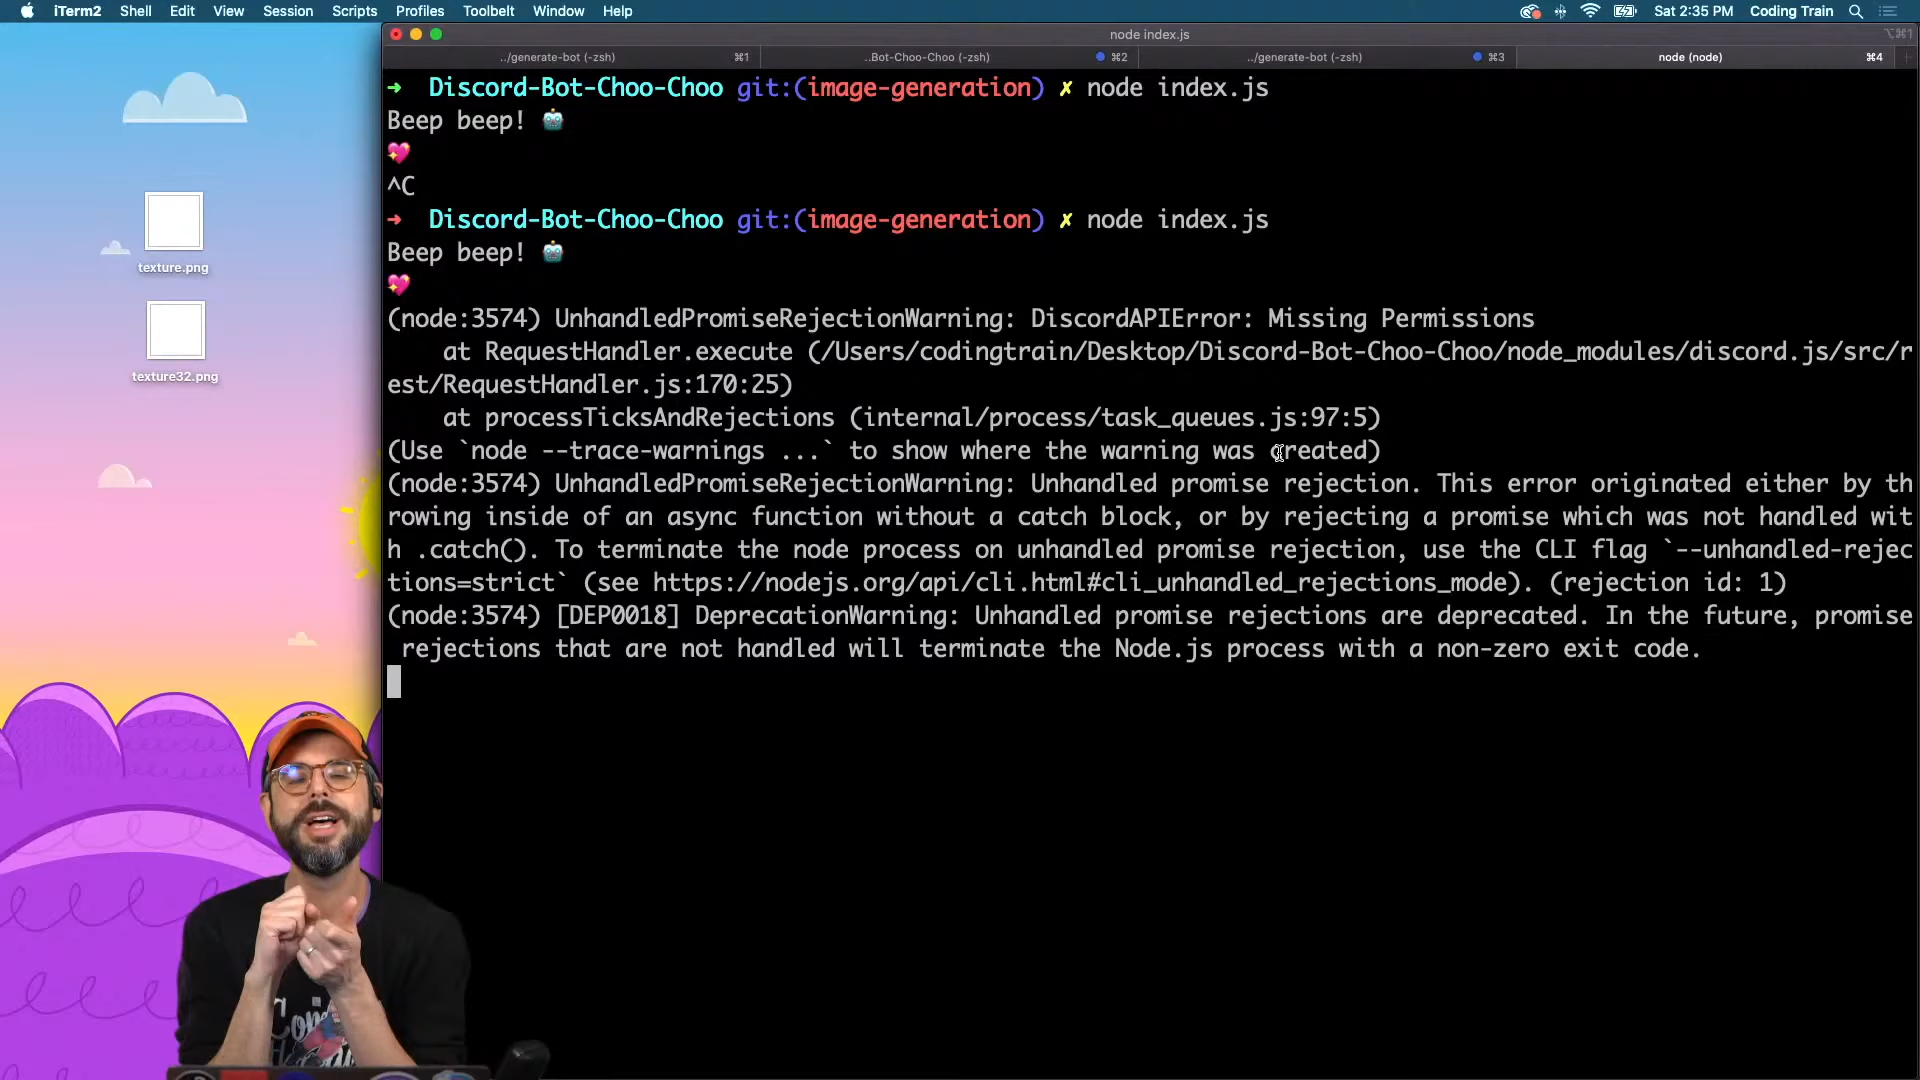 iTerm2 Shell Edit View Session Scripts Profiles Toolbelt Window Help Sat 2:35 PM Coding Train
node index.js ⌥⌘1
../generate-bot (-zsh) ⌘1 ..Bot-Choo-Choo (-zsh) ⌘2 ../generate-bot (-zsh) ⌘3 node (node) ⌘4
➜ Discord-Bot-Choo-Choo git:(image-generation) ✗ node index.js
Beep beep! 🤖
💖
^C
➜ Discord-Bot-Choo-Choo git:(image-generation) ✗ node index.js
Beep beep! 🤖
💖
(node:3574) UnhandledPromiseRejectionWarning: DiscordAPIError: Missing Permissions
at RequestHandler.execute (/Users/codingtrain/Desktop/Discord-Bot-Choo-Choo/node_modules/discord.js/src/r
est/RequestHandler.js:170:25)
at processTicksAndRejections (internal/process/task_queues.js:97:5)
(Use `node --trace-warnings ...` to show where the warning was created)
(node:3574) UnhandledPromiseRejectionWarning: Unhandled promise rejection. This error originated either by th
rowing inside of an async function without a catch block, or by rejecting a promise which was not handled wit
h .catch(). To terminate the node process on unhandled promise rejection, use the CLI flag `--unhandled-rejec
tions=strict` (see https://nodejs.org/api/cli.html#cli_unhandled_rejections_mode). (rejection id: 1)
(node:3574) [DEP0018] DeprecationWarning: Unhandled promise rejections are deprecated. In the future, promise
rejections that are not handled will terminate the Node.js process with a non-zero exit code.
texture.png
texture32.png